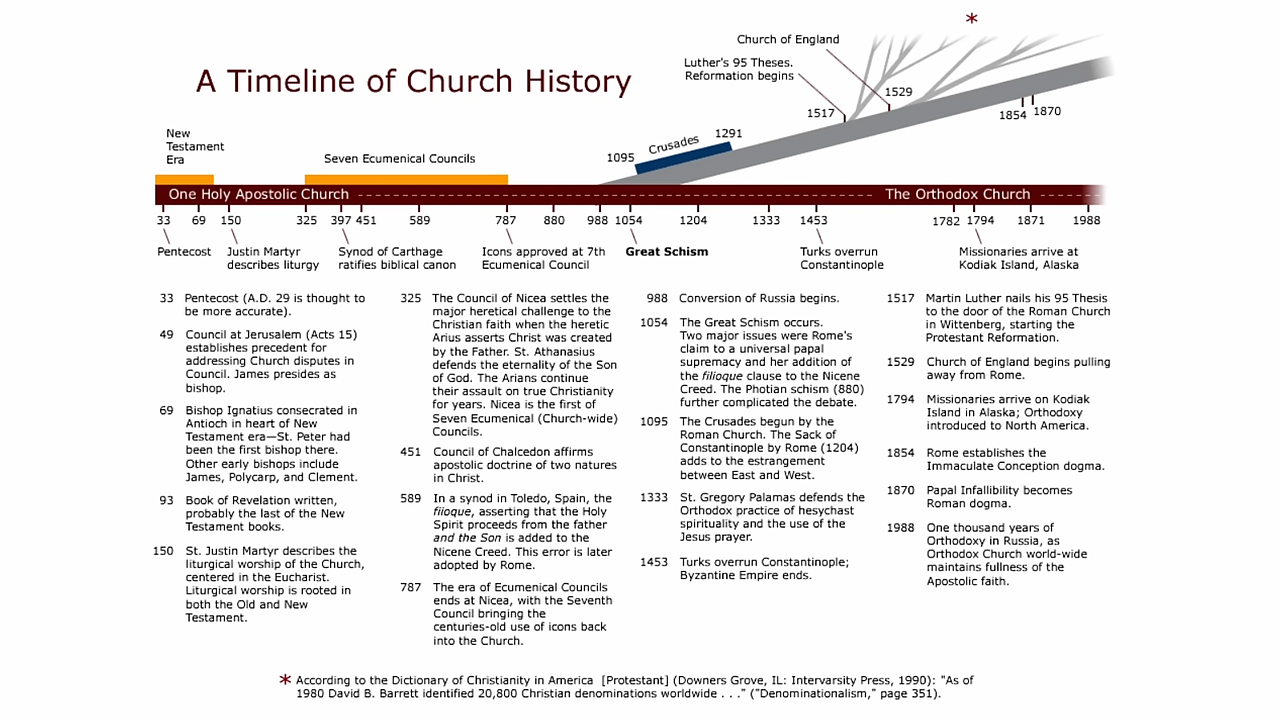 *
Church of England
Luther's 95 Theses.
Reformation begins
A Timeline of Church History
1529
1517
1854 1870
New
Testament
Era
Seven Ecumenical Councils
1095 Crusades 1291
One Holy Apostolic Church
The Orthodox Church
33 69 150 325 397 451 589 787 880 988 1054 1204 1333 1453 1782 1794 1871 1988
Pentecost
Justin Martyr
describes liturgy
Synod of Carthage
ratifies biblical canon
Icons approved at 7th
Ecumenical Council
Great Schism
Turks overrun
Constantinople
Missionaries arrive at
Kodiak Island, Alaska
33 Pentecost (A.D. 29 is thought to
be more accurate).
49 Council at Jerusalem (Acts 15)
establishes precedent for
addressing Church disputes in
Council. James presides as
bishop.
69 Bishop Ignatius consecrated in
Antioch in heart of New
Testament era—St. Peter had
been the first bishop there.
Other early bishops include
James, Polycarp, and Clement.
93 Book of Revelation written,
probably the last of the New
Testament books.
150 St. Justin Martyr describes the
liturgical worship of the Church,
centered in the Eucharist.
Liturgical worship is rooted in
both the Old and New
Testament.
325 The Council of Nicea settles the
major heretical challenge to the
Christian faith when the heretic
Arius asserts Christ was created
by the Father. St. Athanasius
defends the eternality of the Son
of God. The Arians continue
their assault on true Christianity
for years. Nicea is the first of
Seven Ecumenical (Church-wide)
Councils.
451 Council of Chalcedon affirms
apostolic doctrine of two natures
in Christ.
589 In a synod in Toledo, Spain, the
fiioque, asserting that the Holy
Spirit proceeds from the father
and the Son is added to the
Nicene Creed. This error is later
adopted by Rome.
787 The era of Ecumenical Councils
ends at Nicea, with the Seventh
Council bringing the
centuries-old use of icons back
into the Church.
988 Conversion of Russia begins.
1054 The Great Schism occurs.
Two major issues were Rome's
claim to a universal papal
supremacy and her addition of
the filioque clause to the Nicene
Creed. The Photian schism (880)
further complicated the debate.
1095 The Crusades begun by the
Roman Church. The Sack of
Constantinople by Rome (1204)
adds to the estrangement
between East and West.
1333 St. Gregory Palamas defends the
Orthodox practice of hesychast
spirituality and the use of the
Jesus prayer.
1453 Turks overrun Constantinople;
Byzantine Empire ends.
1517 Martin Luther nails his 95 Thesis
to the door of the Roman Church
in Wittenberg, starting the
Protestant Reformation.
1529 Church of England begins pulling
away from Rome.
1794 Missionaries arrive on Kodiak
Island in Alaska; Orthodoxy
introduced to North America.
1854 Rome establishes the
Immaculate Conception dogma.
1870 Papal Infallibility becomes
Roman dogma.
1988 One thousand years of
Orthodoxy in Russia, as
Orthodox Church world-wide
maintains fullness of the
Apostolic faith.
* According to the Dictionary of Christianity in America [Protestant] (Downers Grove, IL: Intervarsity Press, 1990): "As of
1980 David B. Barrett identified 20,800 Christian denominations worldwide . . ." ("Denominationalism," page 351).